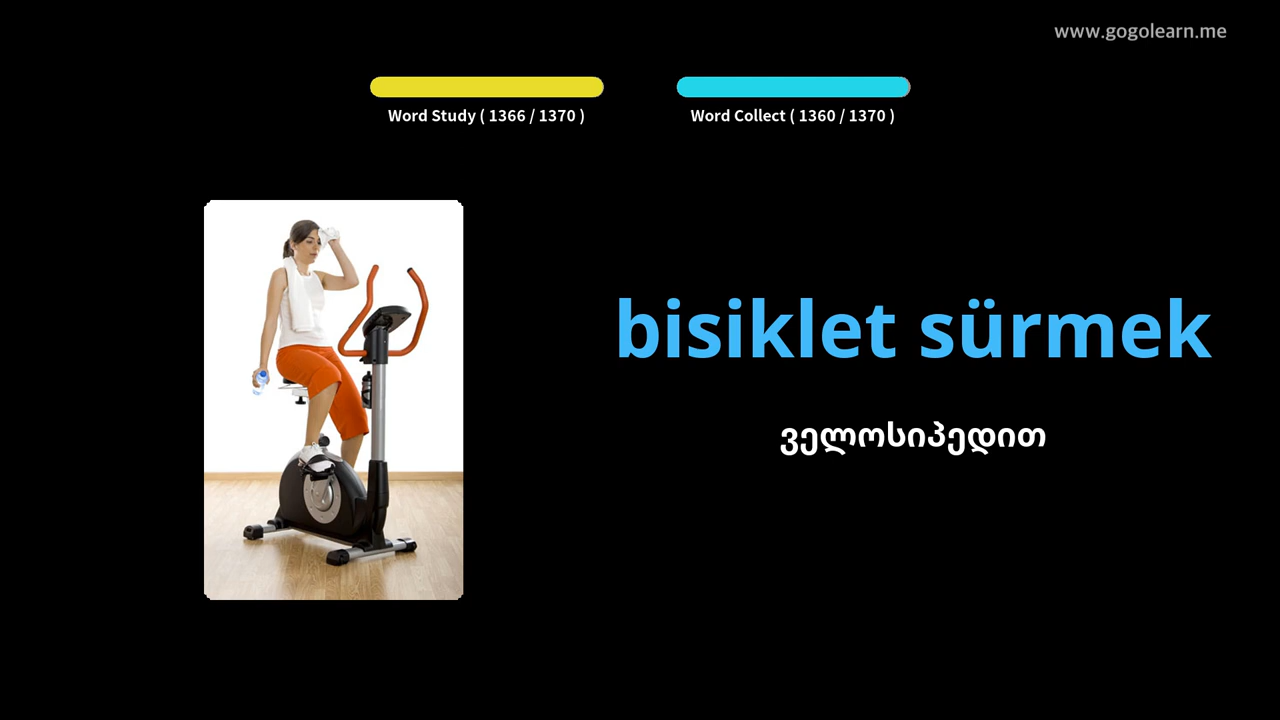 www.gogolearn.me
Word Study ( 1366 / 1370 )
Word Collect ( 1360 / 1370 )
bisiklet sürmek
ველოსიპედით